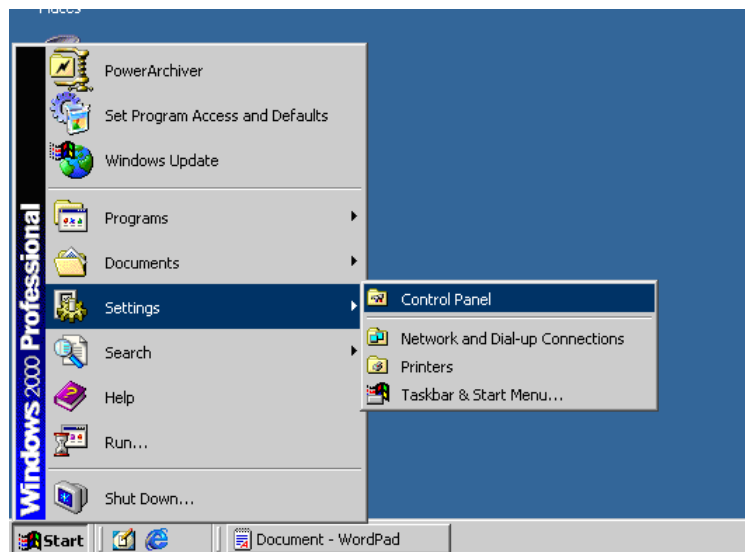 Places
PowerArchiver
Set Program Access and Defaults
Windows Update
Programs
Documents
Settings
Search
Help
Run...
Shut Down...
Windows 2000 Professional
Control Panel
Network and Dial-up Connections
Printers
Taskbar & Start Menu...
Start
Document - WordPad